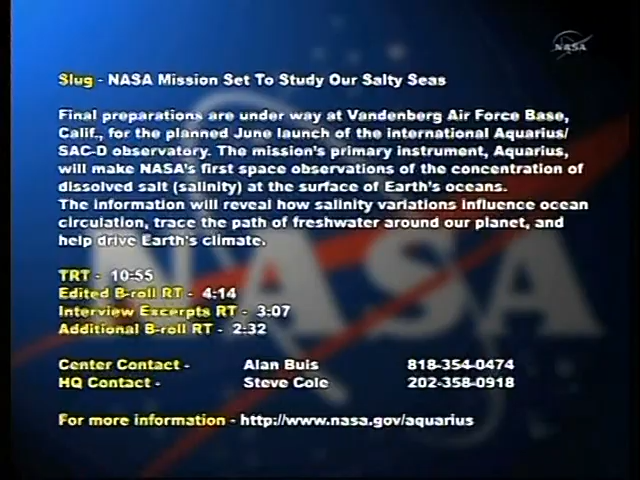 NASA
Slug - NASA Mission Set To Study Our Salty Seas
Final preparations are under way at Vandenberg Air Force Base,
Calif., for the planned June launch of the international Aquarius/
SAC-D observatory. The mission's primary instrument, Aquarius,
will make NASA's first space observations of the concentration of
dissolved salt (salinity) at the surface of Earth's oceans.
The information will reveal how salinity variations influence ocean
circulation, trace the path of freshwater around our planet, and
help drive Earth's climate.
TRT - 10:55
Edited B-roll RT - 4:14
Interview Excerpts RT - 3:07
Additional B-roll RT - 2:32
Center Contact - Alan Buis 818-354-0474
HQ Contact - Steve Cole 202-358-0918
For more information - http://www.nasa.gov/aquarius
NASA